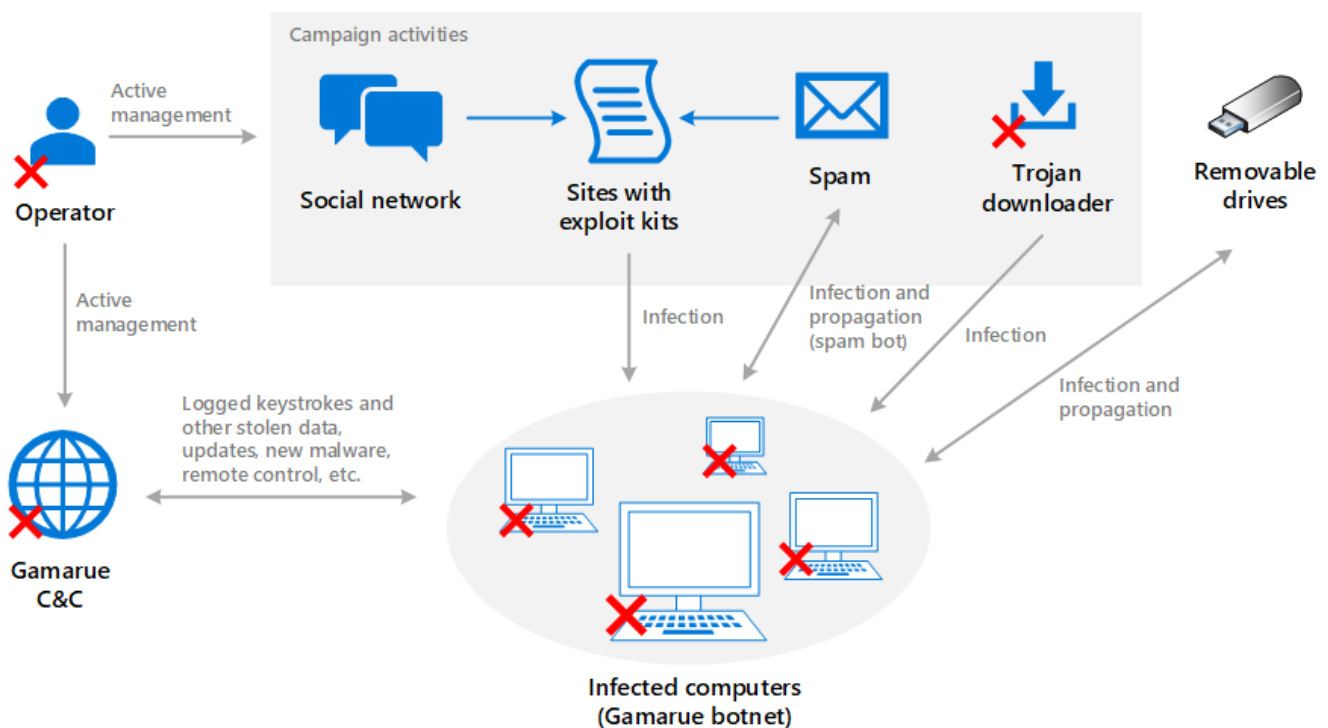 Campaign activities
Active
management
Operator
Social network
Sites with
exploit kits
Spam
Trojan
downloader
Removable
drives
Active
management
Infection
Infection and
propagation
(spam bot)
Infection
Infection and
propagation
Logged keystrokes and
other stolen data,
updates, new malware,
remote control, etc.
Gamarue
C&C
Infected computers
(Gamarue botnet)